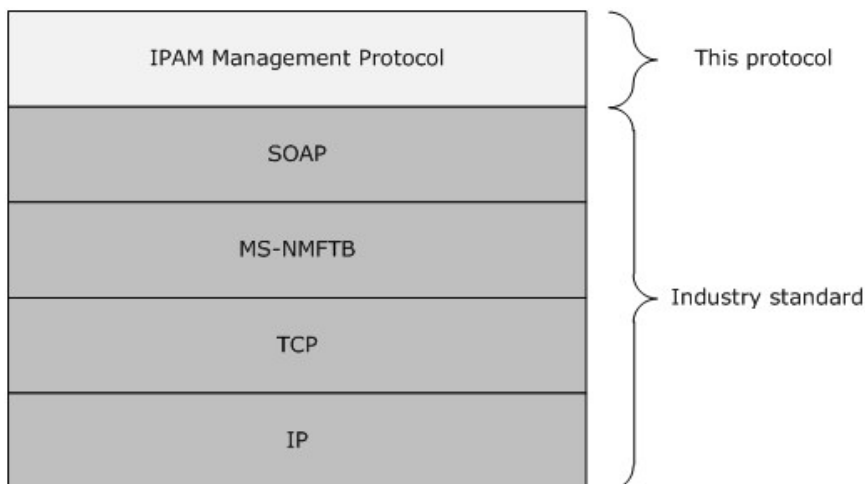 IPAM Management Protocol
This protocol
SOAP
MS-NMFTB
Industry standard
TCP
IP